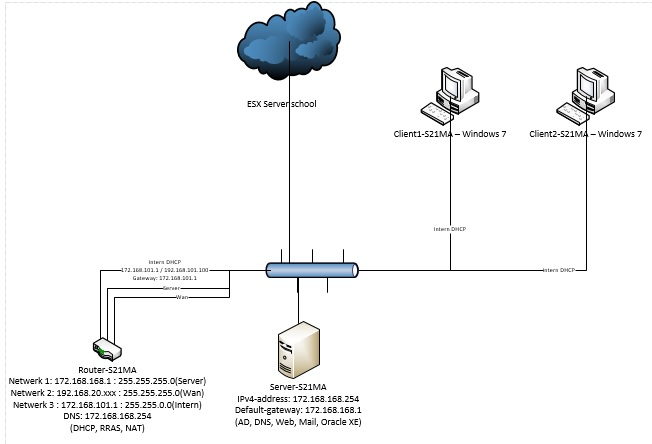 ESX Server school
Client1-S21MA – Windows 7
Client2-S21MA – Windows 7
Intern DHCP
Intern DHCP
172.168.101.1 / 192.168.101.100
Gateway: 172.168.101.1
Server
Wan
Intern DHCP
Router-S21MA
Netwerk 1: 172.168.168.1 : 255.255.255.0(Server)
Netwerk 2: 192.168.20.xxx : 255.255.255.0(Wan)
Netwerk 3 : 172.168.101.1 : 255.255.0.0(Intern)
DNS: 172.168.168.254
(DHCP, RRAS, NAT)
Server-S21MA
IPv4-address: 172.168.168.254
Default-gateway: 172.168.168.1
(AD, DNS, Web, Mail, Oracle XE)